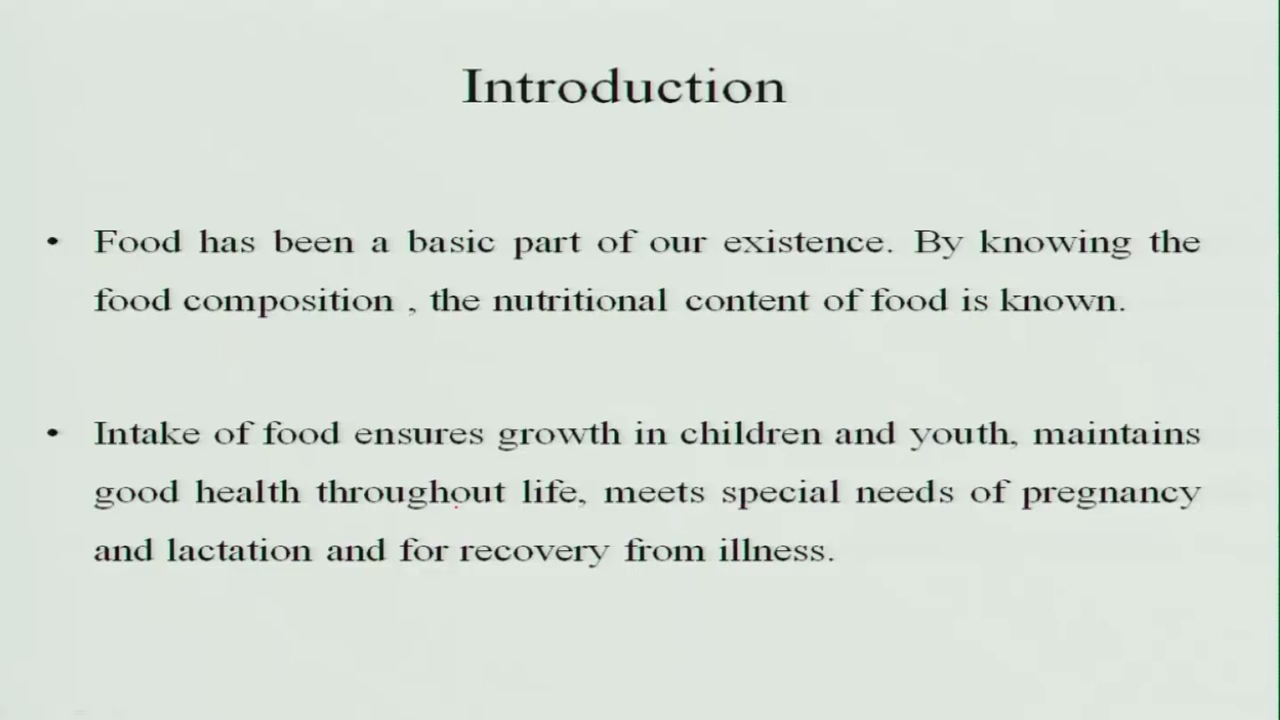 Introduction
• Food has been a basic part of our existence. By knowing the
food composition , the nutritional content of food is known.
• Intake of food ensures growth in children and youth, maintains
good health throughout life, meets special needs of pregnancy
and lactation and for recovery from illness.